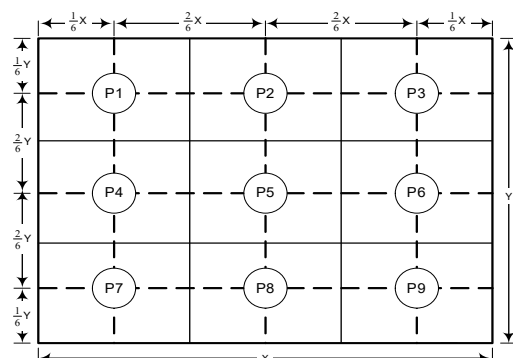 1/6 X 2/6 X 2/6 X 1/6 X
1/6 Y
P1 P2 P3
2/6 Y
P4 P5 P6 Y
2/6 Y
P7 P8 P9
1/6 Y
X